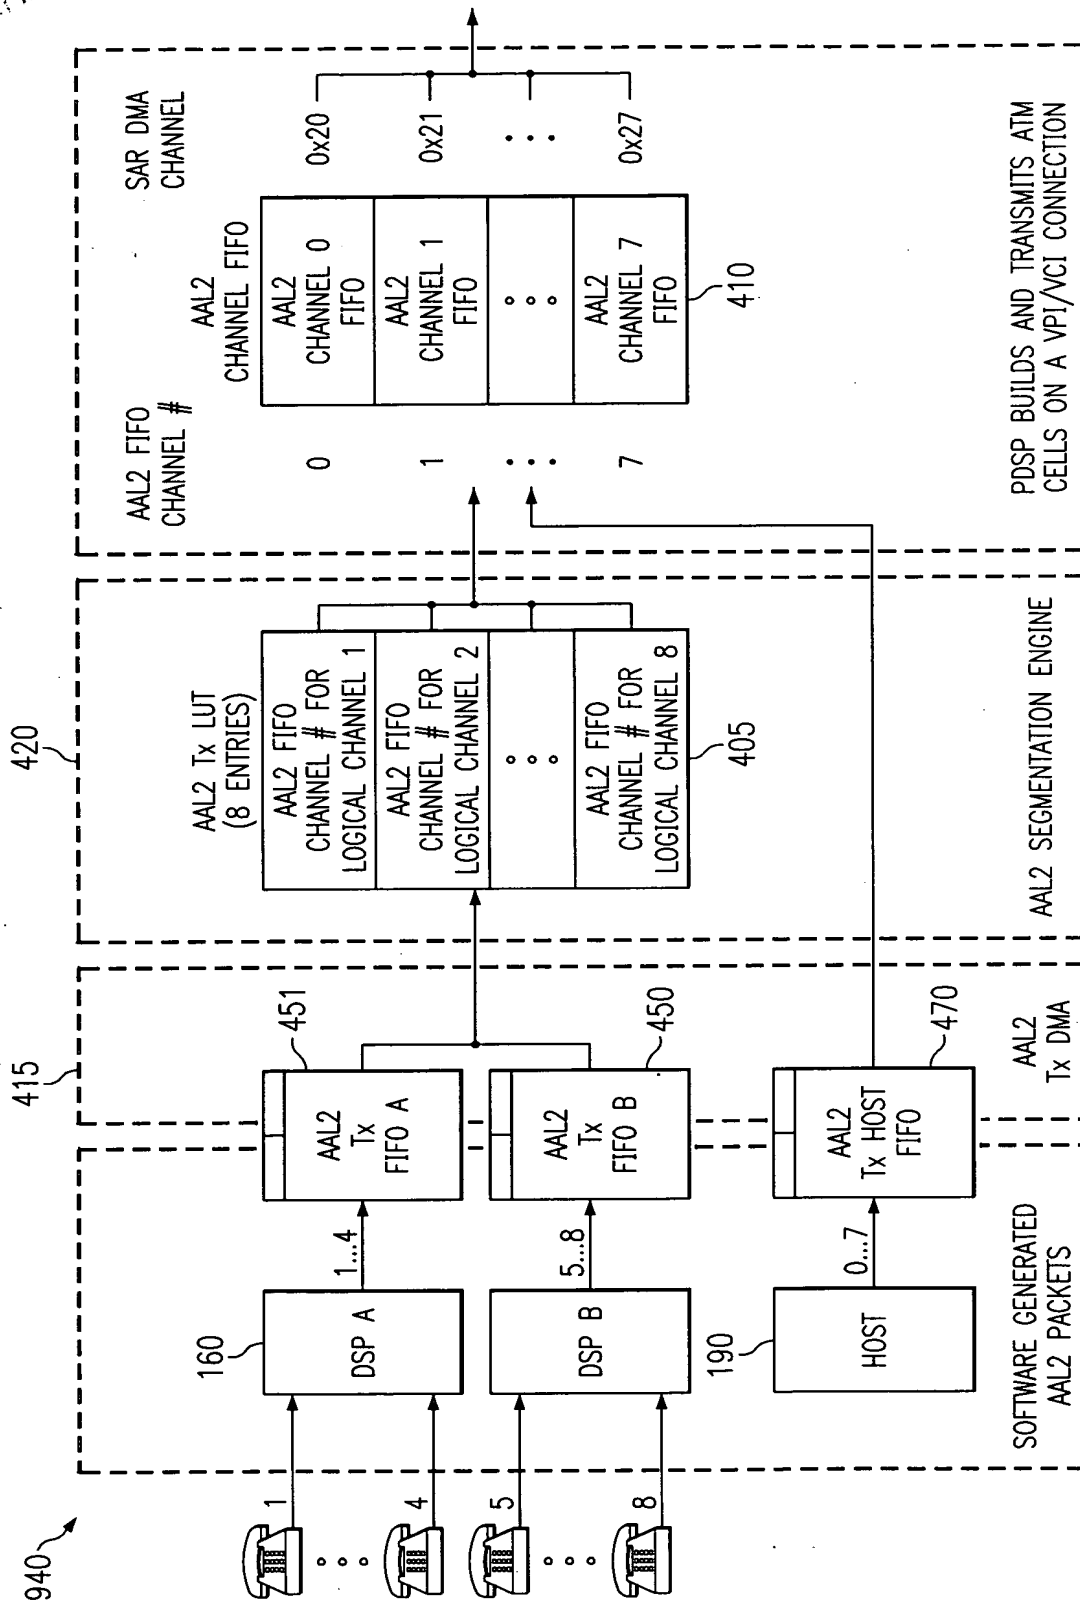 940
1
4
5
8
160
DSP A
DSP B
190
HOST
SOFTWARE GENERATED
AAL2 PACKETS
1...4
5...8
0...7
415
451
AAL2
Tx
FIFO A
450
AAL2
Tx
FIFO B
470
AAL2
Tx HOST
FIFO
AAL2
Tx DMA
420
AAL2 Tx LUT
(8 ENTRIES)
AAL2 FIFO
CHANNEL # FOR
LOGICAL CHANNEL 1
AAL2 FIFO
CHANNEL # FOR
LOGICAL CHANNEL 2
AAL2 FIFO
CHANNEL # FOR
LOGICAL CHANNEL 8
405
AAL2 SEGMENTATION ENGINE
AAL2 FIFO
CHANNEL #
0
1
7
AAL2
CHANNEL FIFO
AAL2
CHANNEL 0
FIFO
AAL2
CHANNEL 1
FIFO
AAL2
CHANNEL 7
FIFO
410
SAR DMA
CHANNEL
0x20
0x21
0x27
PDSP BUILDS AND TRANSMITS ATM
CELLS ON A VPI/VCI CONNECTION